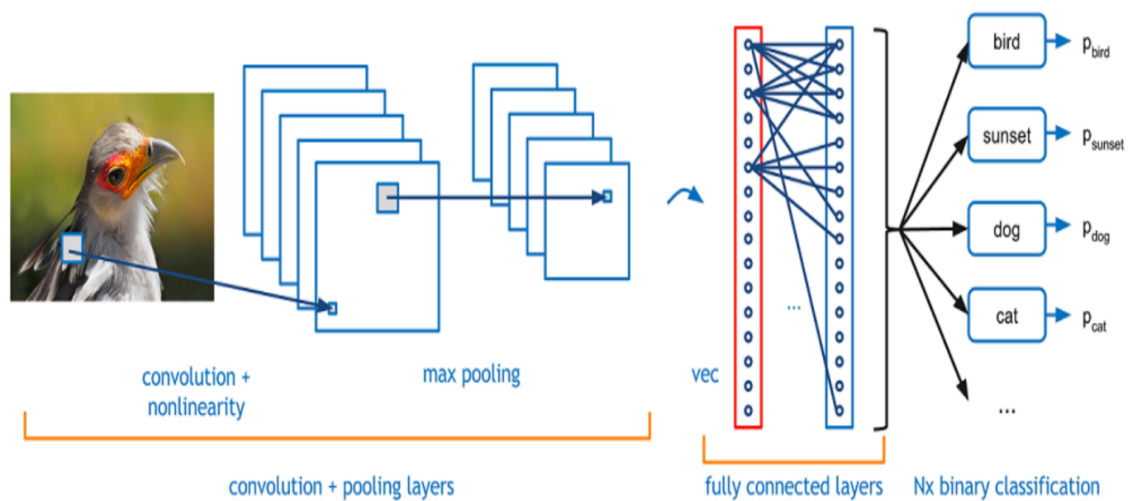 bird
p_bird
sunset
p_sunset
dog
p_dog
cat
p_cat
...
...
convolution +
nonlinearity
max pooling
vec
convolution + pooling layers
fully connected layers
Nx binary classification